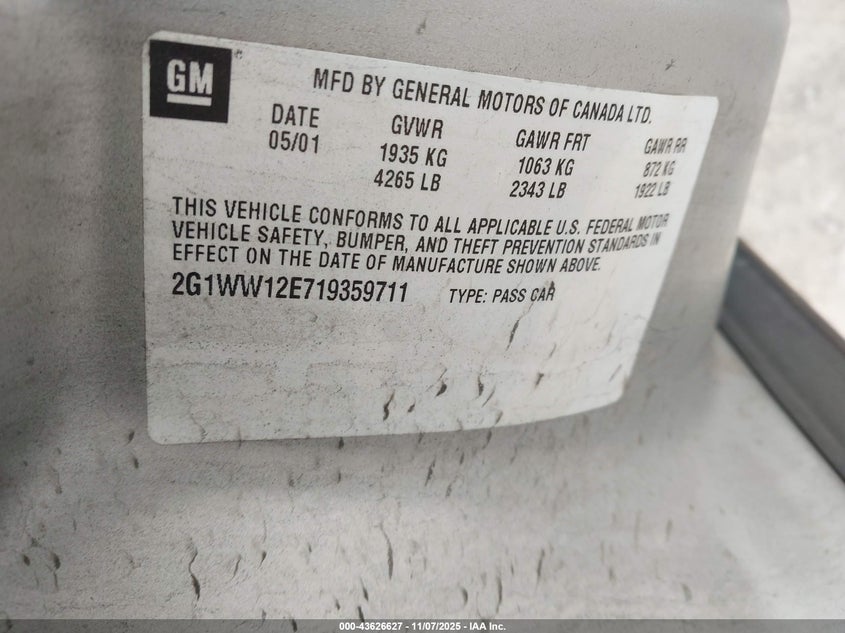 GM
MFD BY GENERAL MOTORS OF CANADA LTD.
DATE GVWR GAWR FRT GAWR RR
05/01 1935 KG 1063 KG 872 KG
4265 LB 2343 LB 1922 LB
THIS VEHICLE CONFORMS TO ALL APPLICABLE U.S. FEDERAL MOTOR
VEHICLE SAFETY, BUMPER, AND THEFT PREVENTION STANDARDS IN
EFFECT ON THE DATE OF MANUFACTURE SHOWN ABOVE.
2G1WW12E719359711 TYPE: PASS CAR
000-43626627 - 11/07/2025 - IAA Inc.